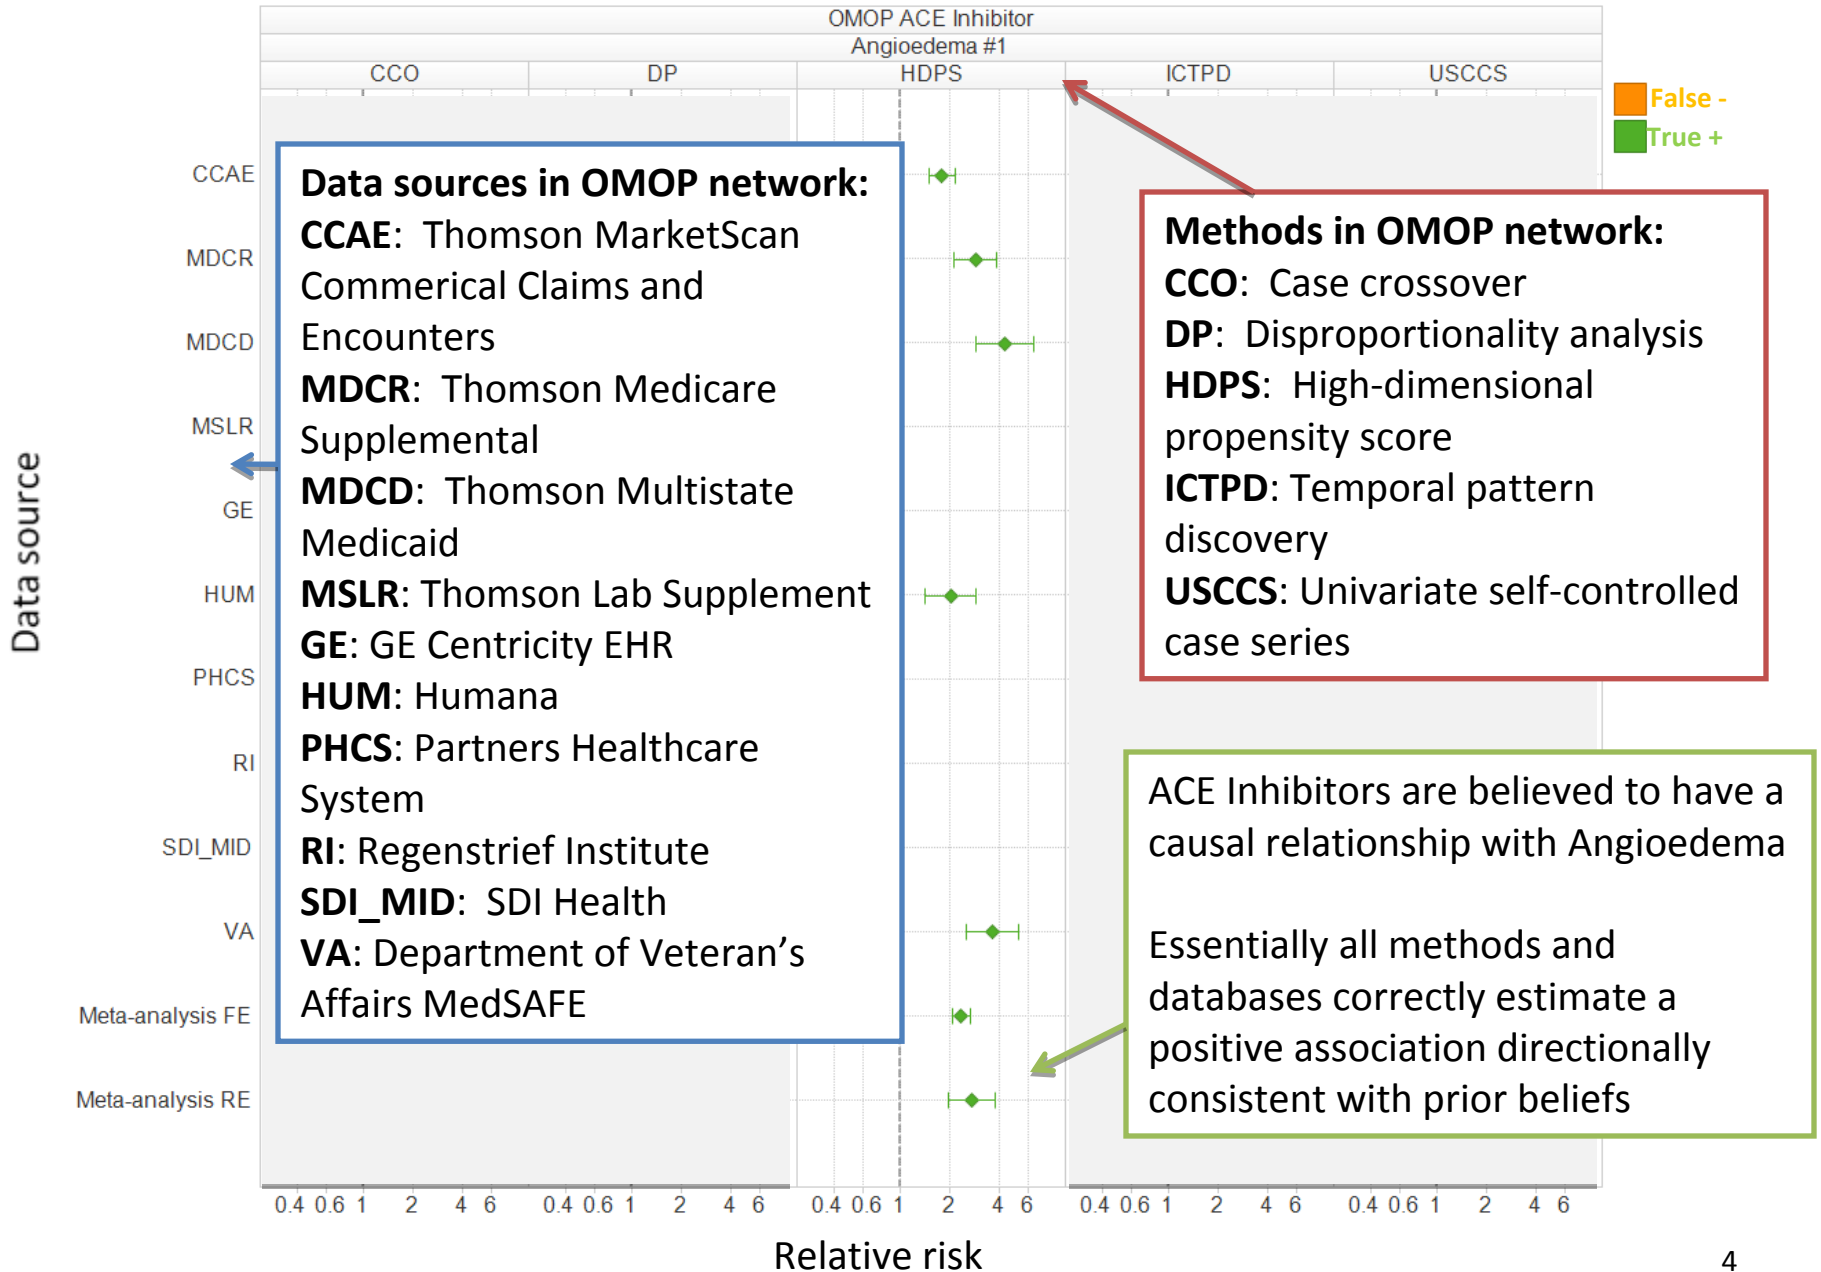 OMOP ACE Inhibitor
Angioedema #1
CCO
DP
HDPS
ICTPD
USCCS
False -
True +
Data source
CCAE
MDCR
MDCD
MSLR
GE
HUM
PHCS
RI
SDI_MID
VA
Meta-analysis FE
Meta-analysis RE
Data sources in OMOP network:
CCAE: Thomson MarketScan
Commerical Claims and
Encounters
MDCR: Thomson Medicare
Supplemental
MDCD: Thomson Multistate
Medicaid
MSLR: Thomson Lab Supplement
GE: GE Centricity EHR
HUM: Humana
PHCS: Partners Healthcare
System
RI: Regenstrief Institute
SDI_MID: SDI Health
VA: Department of Veteran’s
Affairs MedSAFE
Methods in OMOP network:
CCO: Case crossover
DP: Disproportionality analysis
HDPS: High-dimensional
propensity score
ICTPD: Temporal pattern
discovery
USCCS: Univariate self-controlled
case series
ACE Inhibitors are believed to have a
causal relationship with Angioedema
Essentially all methods and
databases correctly estimate a
positive association directionally
consistent with prior beliefs
0.4 0.6 1 2 4 6 0.4 0.6 1 2 4 6 0.4 0.6 1 2 4 6 0.4 0.6 1 2 4 6 0.4 0.6 1 2 4 6
Relative risk
4